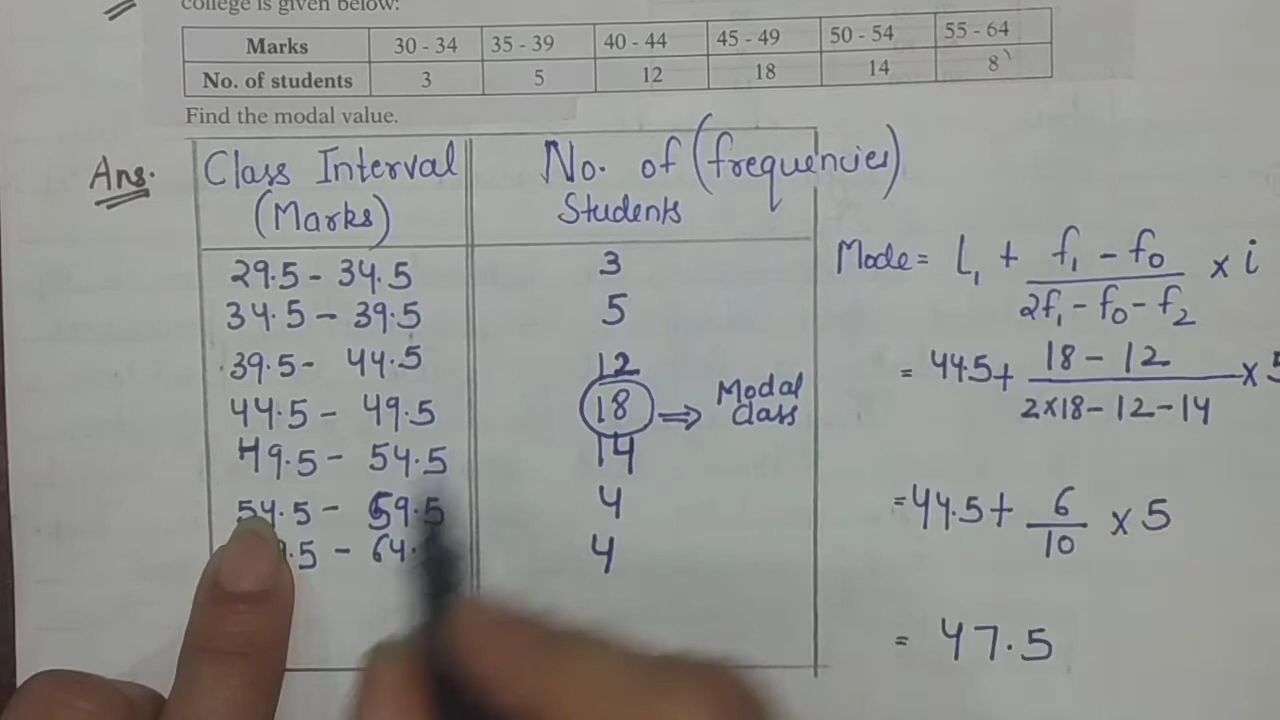 college is given below:
Marks 30 - 34 35 - 39 40 - 44 45 - 49 50 - 54 55 - 64
No. of students 3 5 12 18 14 8
Find the modal value.
Ans. Class Interval No. of (frequencies)
(Marks) Students
29.5 - 34.5 3
34.5 - 39.5 5
39.5 - 44.5 12
44.5 - 49.5 18 ⇒ Modal class
49.5 - 54.5 14
54.5 - 59.5 4
.5 - 64. 4
Mode = L₁ + f₁ - f₀ / 2f₁ - f₀ - f₂ × i
= 44.5 + 18 - 12 / 2×18 - 12 - 14 × 5
= 44.5 + 6/10 × 5
= 47.5